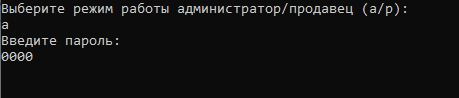 Выберите режим работы администратор/продавец (а/р):
а
Введите пароль:
0000